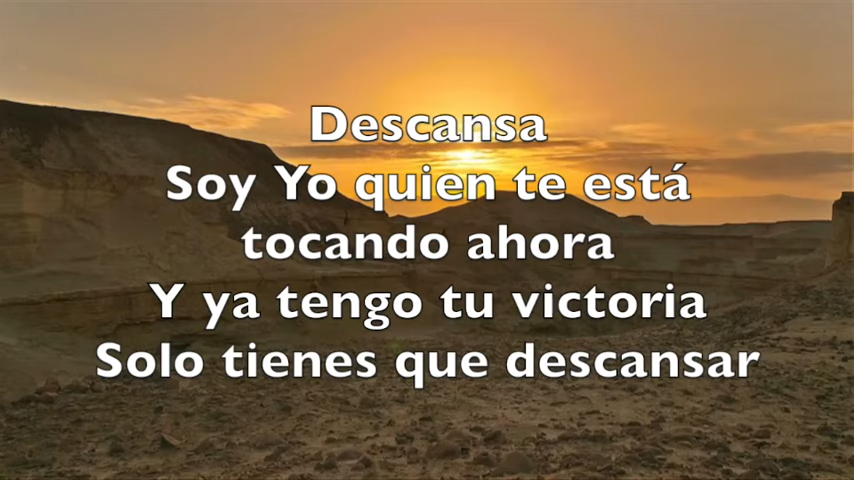 Descansa
Soy Yo quien te está
tocando ahora
Y ya tengo tu victoria
Solo tienes que descansar